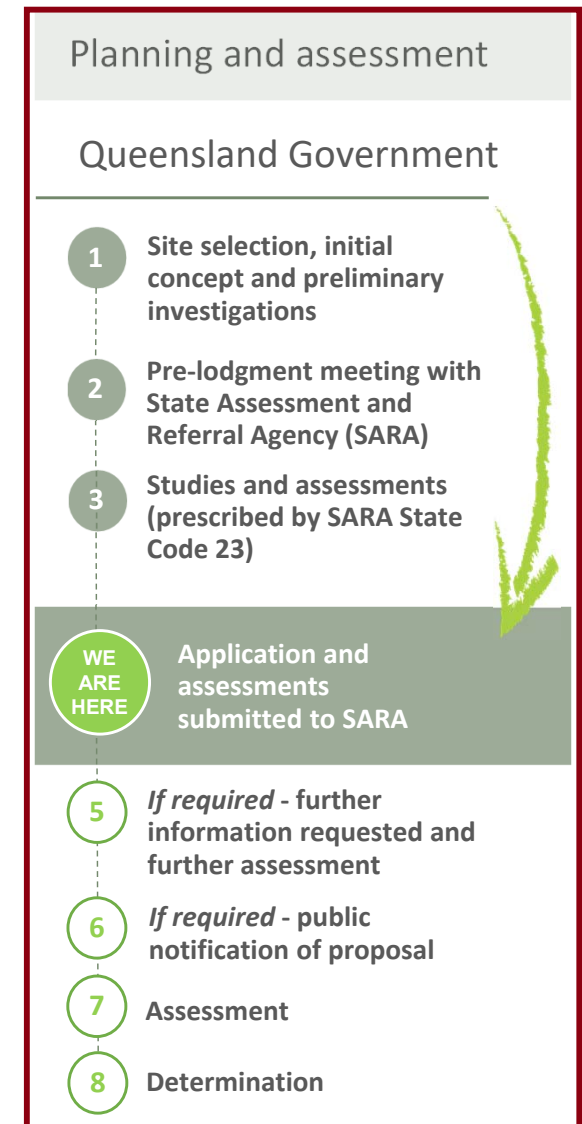 Planning and assessment
Queensland Government
1
Site selection, initial
concept and preliminary
investigations
2
Pre-lodgment meeting with
State Assessment and
Referral Agency (SARA)
3
Studies and assessments
(prescribed by SARA State
Code 23)
WE
ARE
HERE
Application and
assessments
submitted to SARA
5
If required - further
information requested and
further assessment
6
If required - public
notification of proposal
7
Assessment
8
Determination